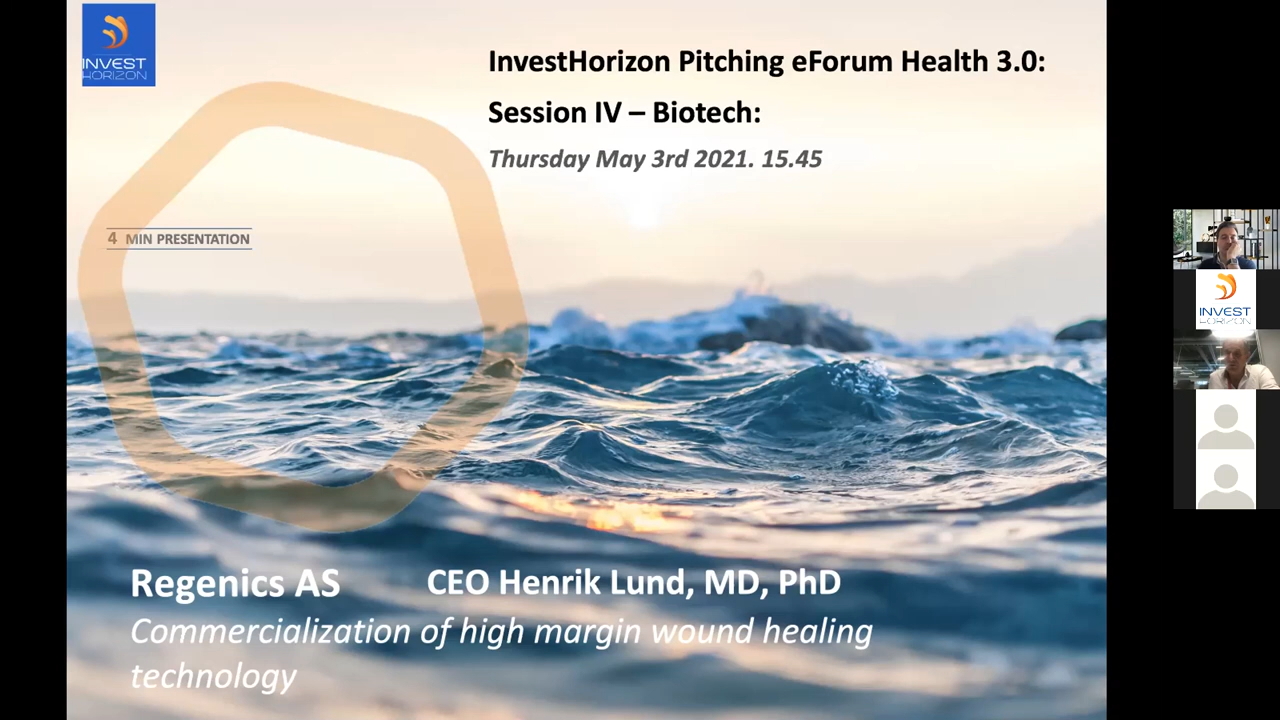 INVEST
HORIZON
InvestHorizon Pitching eForum Health 3.0:
Session IV – Biotech:
Thursday May 3rd 2021. 15.45
4 MIN PRESENTATION
INVEST
HORIZON
Regenics AS CEO Henrik Lund, MD, PhD
Commercialization of high margin wound healing
technology